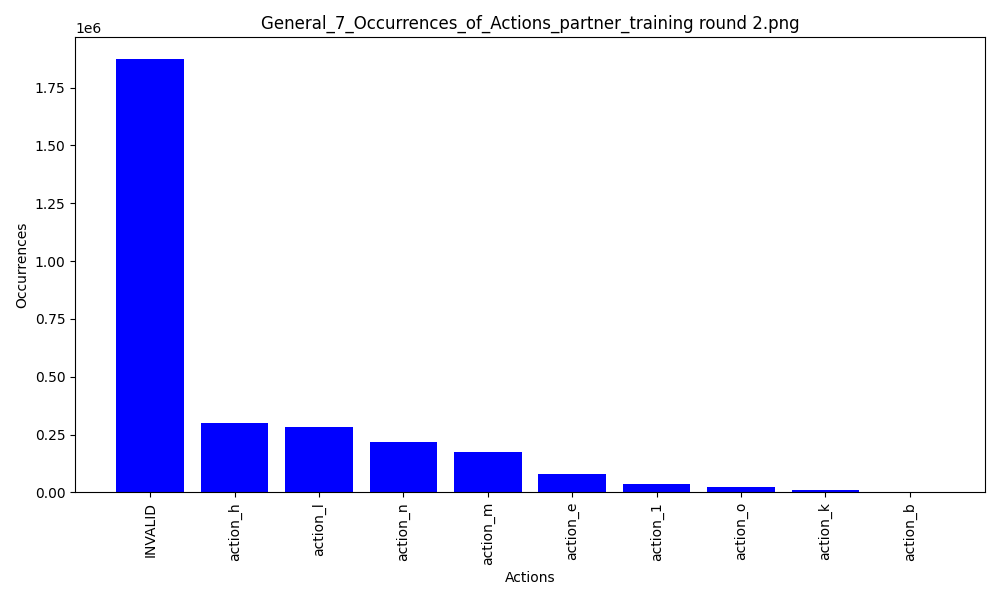 General_7_Occurrences_of_Actions_partner_training round 2.png
1e6
1.75
1.50
1.25
1.00
0.75
0.50
0.25
0.00
Occurrences
INVALID
action_h
action_l
action_n
action_m
action_e
action_1
action_o
action_k
action_b
Actions